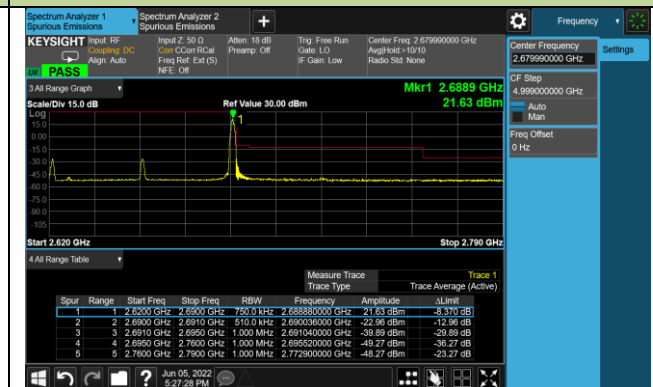 Spectrum Analyzer 1
Spurious Emissions
Spectrum Analyzer 2
Spurious Emissions
+
Frequency
KEYSIGHT
Input: RF
Coupling: DC
Align: Auto
Input Z: 50 Ω
Corr CCorr RCal
Freq Ref: Ext (S)
NFE: Off
Atten: 18 dB
Preamp: Off
Trig: Free Run
Gate: LO
IF Gain: Low
Center Freq: 2.679990000 GHz
Avg|Hold:>10/10
Radio Std: None
PASS
Center Frequency
2.679990000 GHz
Settings
CF Step
4.999000000 GHz
Auto
Man
Freq Offset
0 Hz
3 All Range Graph
Mkr1 2.6889 GHz
Scale/Div 15.0 dB
Ref Value 30.00 dBm
21.63 dBm
Log
1
15.0
0.00
-15.0
-30.0
-45.0
-60.0
-75.0
-90.0
-105
Start 2.620 GHz
Stop 2.790 GHz
4 All Range Table
Measure Trace Trace 1
Trace Type Trace Average (Active)
Spur Range Start Freq Stop Freq RBW Frequency Amplitude ΔLimit
1 1 2.6200 GHz 2.6900 GHz 750.0 kHz 2.688880000 GHz 21.63 dBm -8.370 dB
2 2 2.6900 GHz 2.6910 GHz 510.0 kHz 2.690036000 GHz -22.96 dBm -12.96 dB
3 3 2.6910 GHz 2.6950 GHz 1.000 MHz 2.691040000 GHz -39.89 dBm -29.89 dB
4 4 2.6950 GHz 2.7600 GHz 1.000 MHz 2.695520000 GHz -49.27 dBm -36.27 dB
5 5 2.7600 GHz 2.7900 GHz 1.000 MHz 2.772900000 GHz -48.27 dBm -23.27 dB
?
Jun 05, 2022
5:27:28 PM